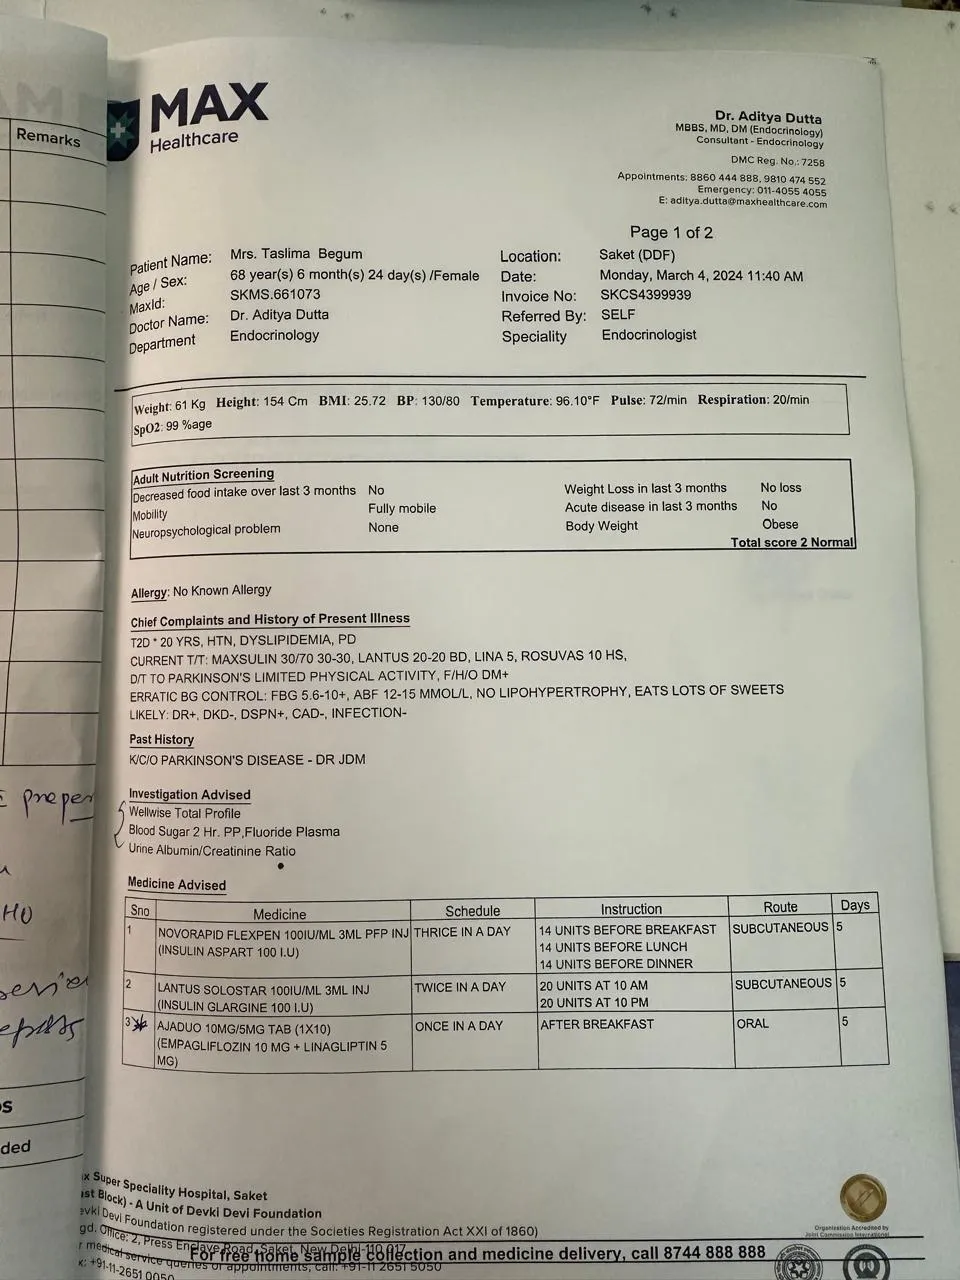 Remarks
MAX
Healthcare
Dr. Aditya Dutta
MBBS, MD, DM (Endocrinology)
Consultant - Endocrinology
DMC Reg. No.: 7258
Appointments: 8860 444 888, 9810 474 552
Emergency: 011-4055 4055
E: aditya.dutta@maxhealthcare.com
Page 1 of 2
Patient Name: Mrs. Taslima Begum Location: Saket (DDF)
Age / Sex: 68 year(s) 6 month(s) 24 day(s) /Female Date: Monday, March 4, 2024 11:40 AM
MaxId: SKMS.661073 Invoice No: SKCS4399939
Doctor Name: Dr. Aditya Dutta Referred By: SELF
Department Endocrinology Speciality Endocrinologist
Weight: 61 Kg Height: 154 Cm BMI: 25.72 BP: 130/80 Temperature: 96.10°F Pulse: 72/min Respiration: 20/min
SpO2: 99 %age
Adult Nutrition Screening
Decreased food intake over last 3 months No Weight Loss in last 3 months No loss
Mobility Fully mobile Acute disease in last 3 months No
Neuropsychological problem None Body Weight Obese
Total score 2 Normal
Allergy: No Known Allergy
Chief Complaints and History of Present Illness
T2D * 20 YRS, HTN, DYSLIPIDEMIA, PD
CURRENT T/T: MAXSULIN 30/70 30-30, LANTUS 20-20 BD, LINA 5, ROSUVAS 10 HS,
D/T TO PARKINSON'S LIMITED PHYSICAL ACTIVITY, F/H/O DM+
ERRATIC BG CONTROL: FBG 5.6-10+, ABF 12-15 MMOL/L, NO LIPOHYPERTROPHY, EATS LOTS OF SWEETS
LIKELY: DR+, DKD-, DSPN+, CAD-, INFECTION-
Past History
K/C/O PARKINSON'S DISEASE - DR JDM
Investigation Advised
Wellwise Total Profile
Blood Sugar 2 Hr. PP,Fluoride Plasma
Urine Albumin/Creatinine Ratio
Medicine Advised
Sno Medicine Schedule Instruction Route Days
1 NOVORAPID FLEXPEN 100IU/ML 3ML PFP INJ THRICE IN A DAY 14 UNITS BEFORE BREAKFAST SUBCUTANEOUS 5
(INSULIN ASPART 100 I.U) 14 UNITS BEFORE LUNCH
14 UNITS BEFORE DINNER
2 LANTUS SOLOSTAR 100IU/ML 3ML INJ TWICE IN A DAY 20 UNITS AT 10 AM SUBCUTANEOUS 5
(INSULIN GLARGINE 100 I.U) 20 UNITS AT 10 PM
3 AJADUO 10MG/5MG TAB (1X10) ONCE IN A DAY AFTER BREAKFAST ORAL 5
(EMPAGLIFLOZIN 10 MG + LINAGLIPTIN 5
MG)
ded
Super Speciality Hospital, Saket
Block) - A Unit of Devki Devi Foundation
Devi Foundation registered under the Societies Registration Act XXI of 1860)
Office: 2, Press Enclave Road, Saket, New Delhi-110 017
For free home sample collection and medicine delivery, call 8744 888 888
medical service queries or appointments, call: +91-11 2651 5050
+91-11-2651 0050
Organization Accredited by
Joint Commission International